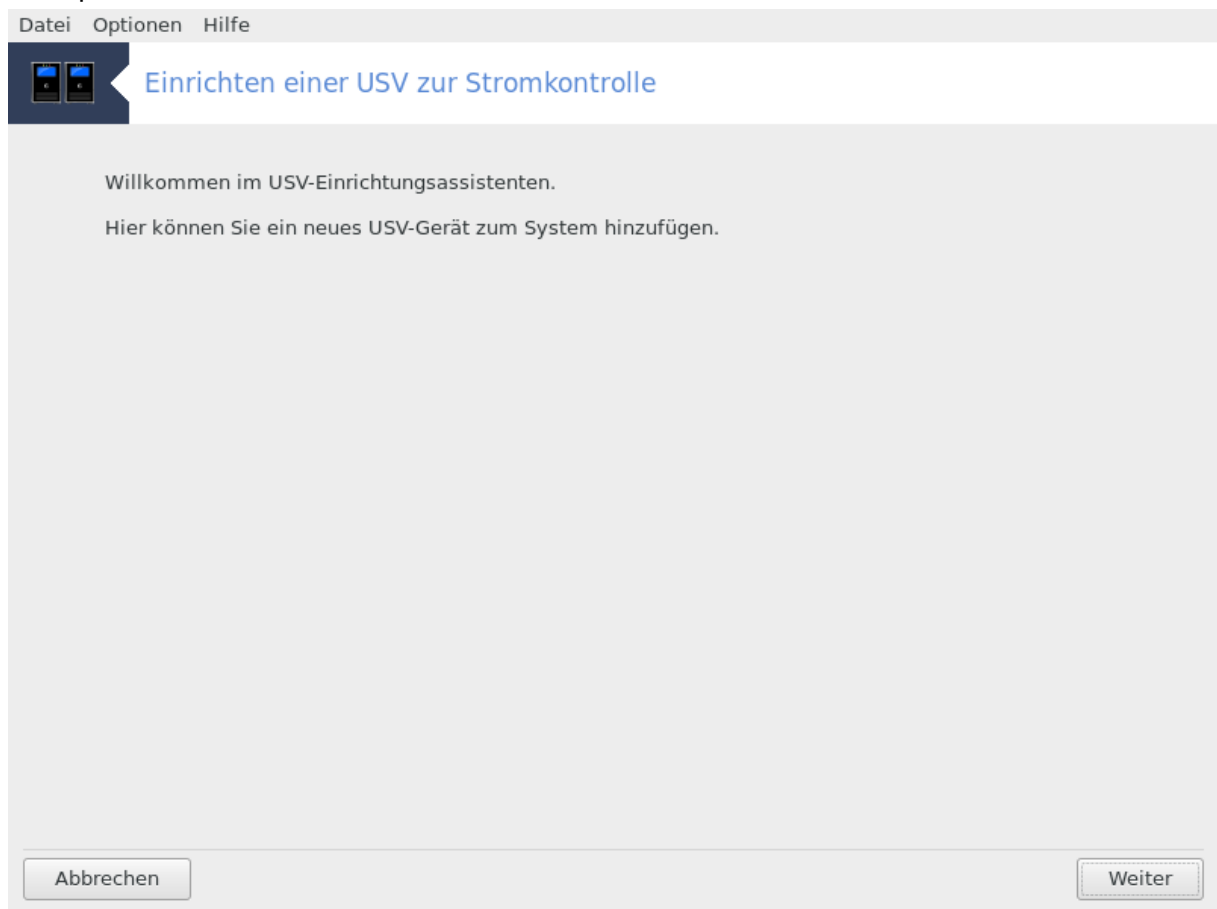 Datei Optionen Hilfe
Einrichten einer USV zur Stromkontrolle
Willkommen im USV-Einrichtungsassistenten.
Hier können Sie ein neues USV-Gerät zum System hinzufügen.
Abbrechen Weiter